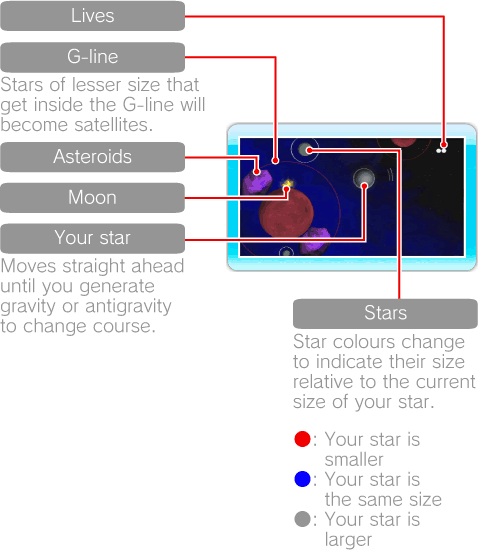 Lives
G-line
Stars of lesser size that
get inside the G-line will
become satellites.
Asteroids
Moon
Your star
Moves straight ahead
until you generate
gravity or antigravity
to change course.
Stars
Star colours change
to indicate their size
relative to the current
size of your star.
: Your star is
smaller
: Your star is
the same size
: Your star is
larger